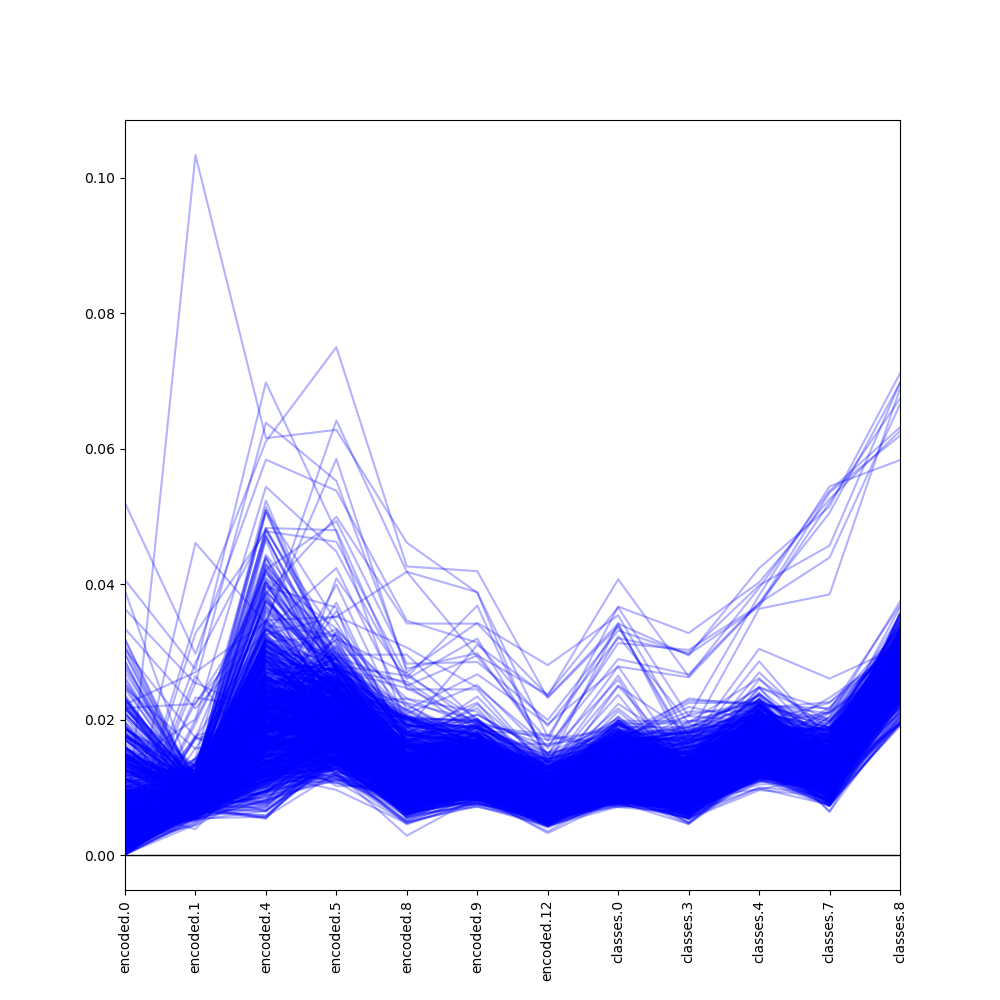 0.10
0.08
0.06
0.04
0.02
0.00
encoded.0
encoded.1
encoded.4
encoded.5
encoded.8
encoded.9
encoded.12
classes.0
classes.3
classes.4
classes.7
classes.8